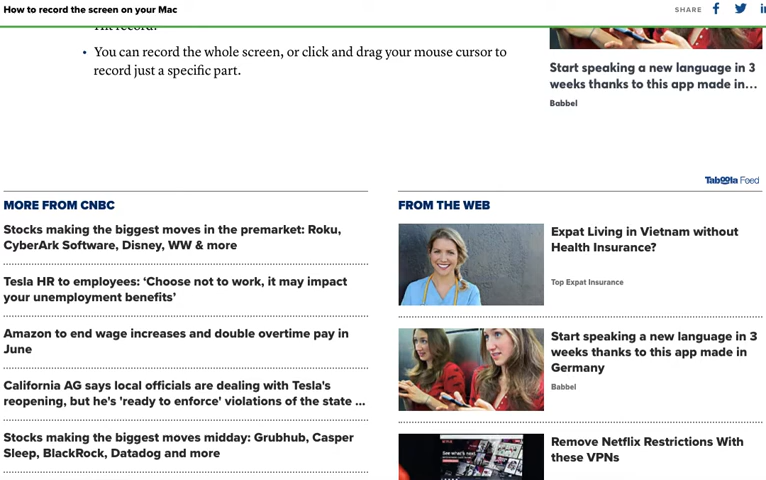 How to record the screen on your Mac
SHARE
Hit record.
• You can record the whole screen, or click and drag your mouse cursor to
record just a specific part.
Start speaking a new language in 3
weeks thanks to this app made in...
Babbel
Taboola Feed
MORE FROM CNBC
Stocks making the biggest moves in the premarket: Roku,
CyberArk Software, Disney, WW & more
Tesla HR to employees: ‘Choose not to work, it may impact
your unemployment benefits’
Amazon to end wage increases and double overtime pay in
June
California AG says local officials are dealing with Tesla's
reopening, but he's 'ready to enforce' violations of the state ...
Stocks making the biggest moves midday: Grubhub, Casper
Sleep, BlackRock, Datadog and more
FROM THE WEB
Expat Living in Vietnam without
Health Insurance?
Top Expat Insurance
Start speaking a new language in 3
weeks thanks to this app made in
Germany
Babbel
See what's next.
Remove Netflix Restrictions With
these VPNs